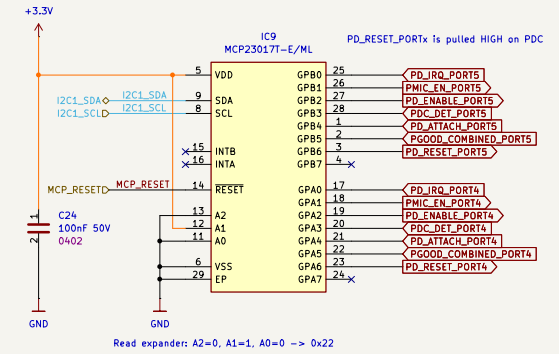 +3.3V
IC9
MCP23017T-E/ML
PD_RESET_PORTx is pulled HIGH on PDC
5 VDD GPB0 25 PD_IRQ_PORT5
GPB1 26 PMIC_EN_PORT5
I2C1_SDA I2C1_SDA 9 SDA GPB2 27 PD_ENABLE_PORT5
I2C1_SCL I2C1_SCL 8 SCL GPB3 28 PDC_DET_PORT5
GPB4 1 PD_ATTACH_PORT5
GPB5 2 PGOOD_COMBINED_PORT5
15 INTB GPB6 3 PD_RESET_PORT5
16 INTA GPB7 4
MCP_RESET MCP_RESET 14 RESET GPA0 17 PD_IRQ_PORT4
GPA1 18 PMIC_EN_PORT4
13 A2 GPA2 19 PD_ENABLE_PORT4
12 A1 GPA3 20 PDC_DET_PORT4
11 A0 GPA4 21 PD_ATTACH_PORT4
GPA5 22 PGOOD_COMBINED_PORT4
6 VSS GPA6 23 PD_RESET_PORT4
29 EP GPA7 24
1
C24
100nF 50V
0402
2
GND
GND
Read expander: A2=0, A1=1, A0=0 -> 0x22